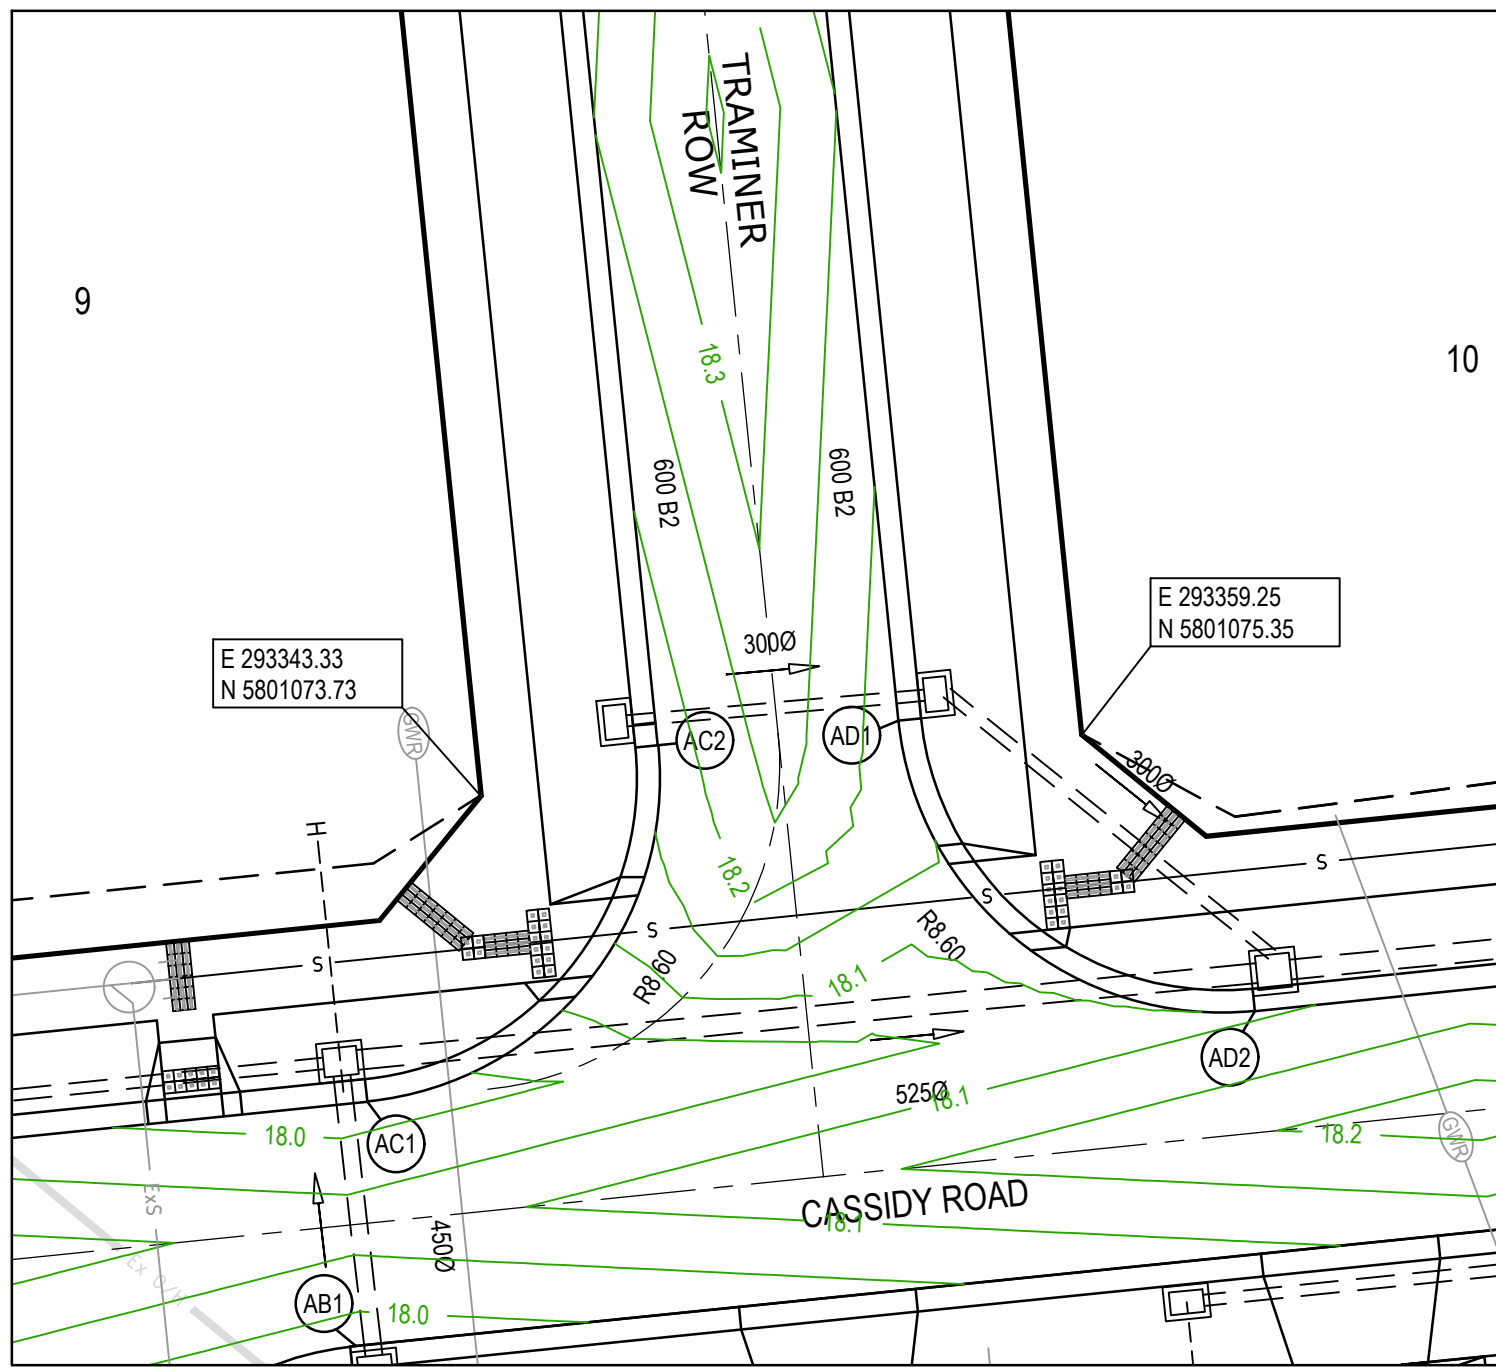 TRAMINER
ROW
9
10
18.3
600 B2
600 B2
E 293359.25
N 5801075.35
E 293343.33
N 5801073.73
300Ø
GWR
AC2
AD1
300Ø
H
18.2
S
S
S
S
R8.60
R8.60
18.1
AD2
525Ø
18.1
18.0
AC1
18.2
GWR
ExS
CASSIDY ROAD
18.1
450Ø
Ex O/H
AB1
18.0